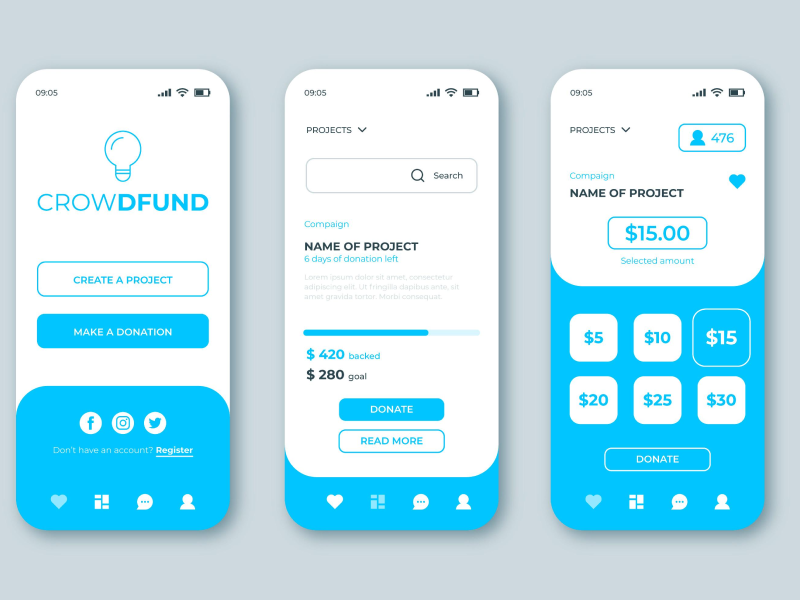 09:05
CROWDFUND
CREATE A PROJECT
MAKE A DONATION
Don't have an account? Register
09:05
PROJECTS
Search
Compaign
NAME OF PROJECT
6 days of donation left
Lorem ipsum dolor sit amet, consectetur
adipiscing elit. Ut fringilla dapibus ante, sit
amet gravida tortor. Morbi consequat.
$ 420 backed
$ 280 goal
DONATE
READ MORE
09:05
PROJECTS
476
Compaign
NAME OF PROJECT
$15.00
Selected amount
$5 $10 $15
$20 $25 $30
DONATE